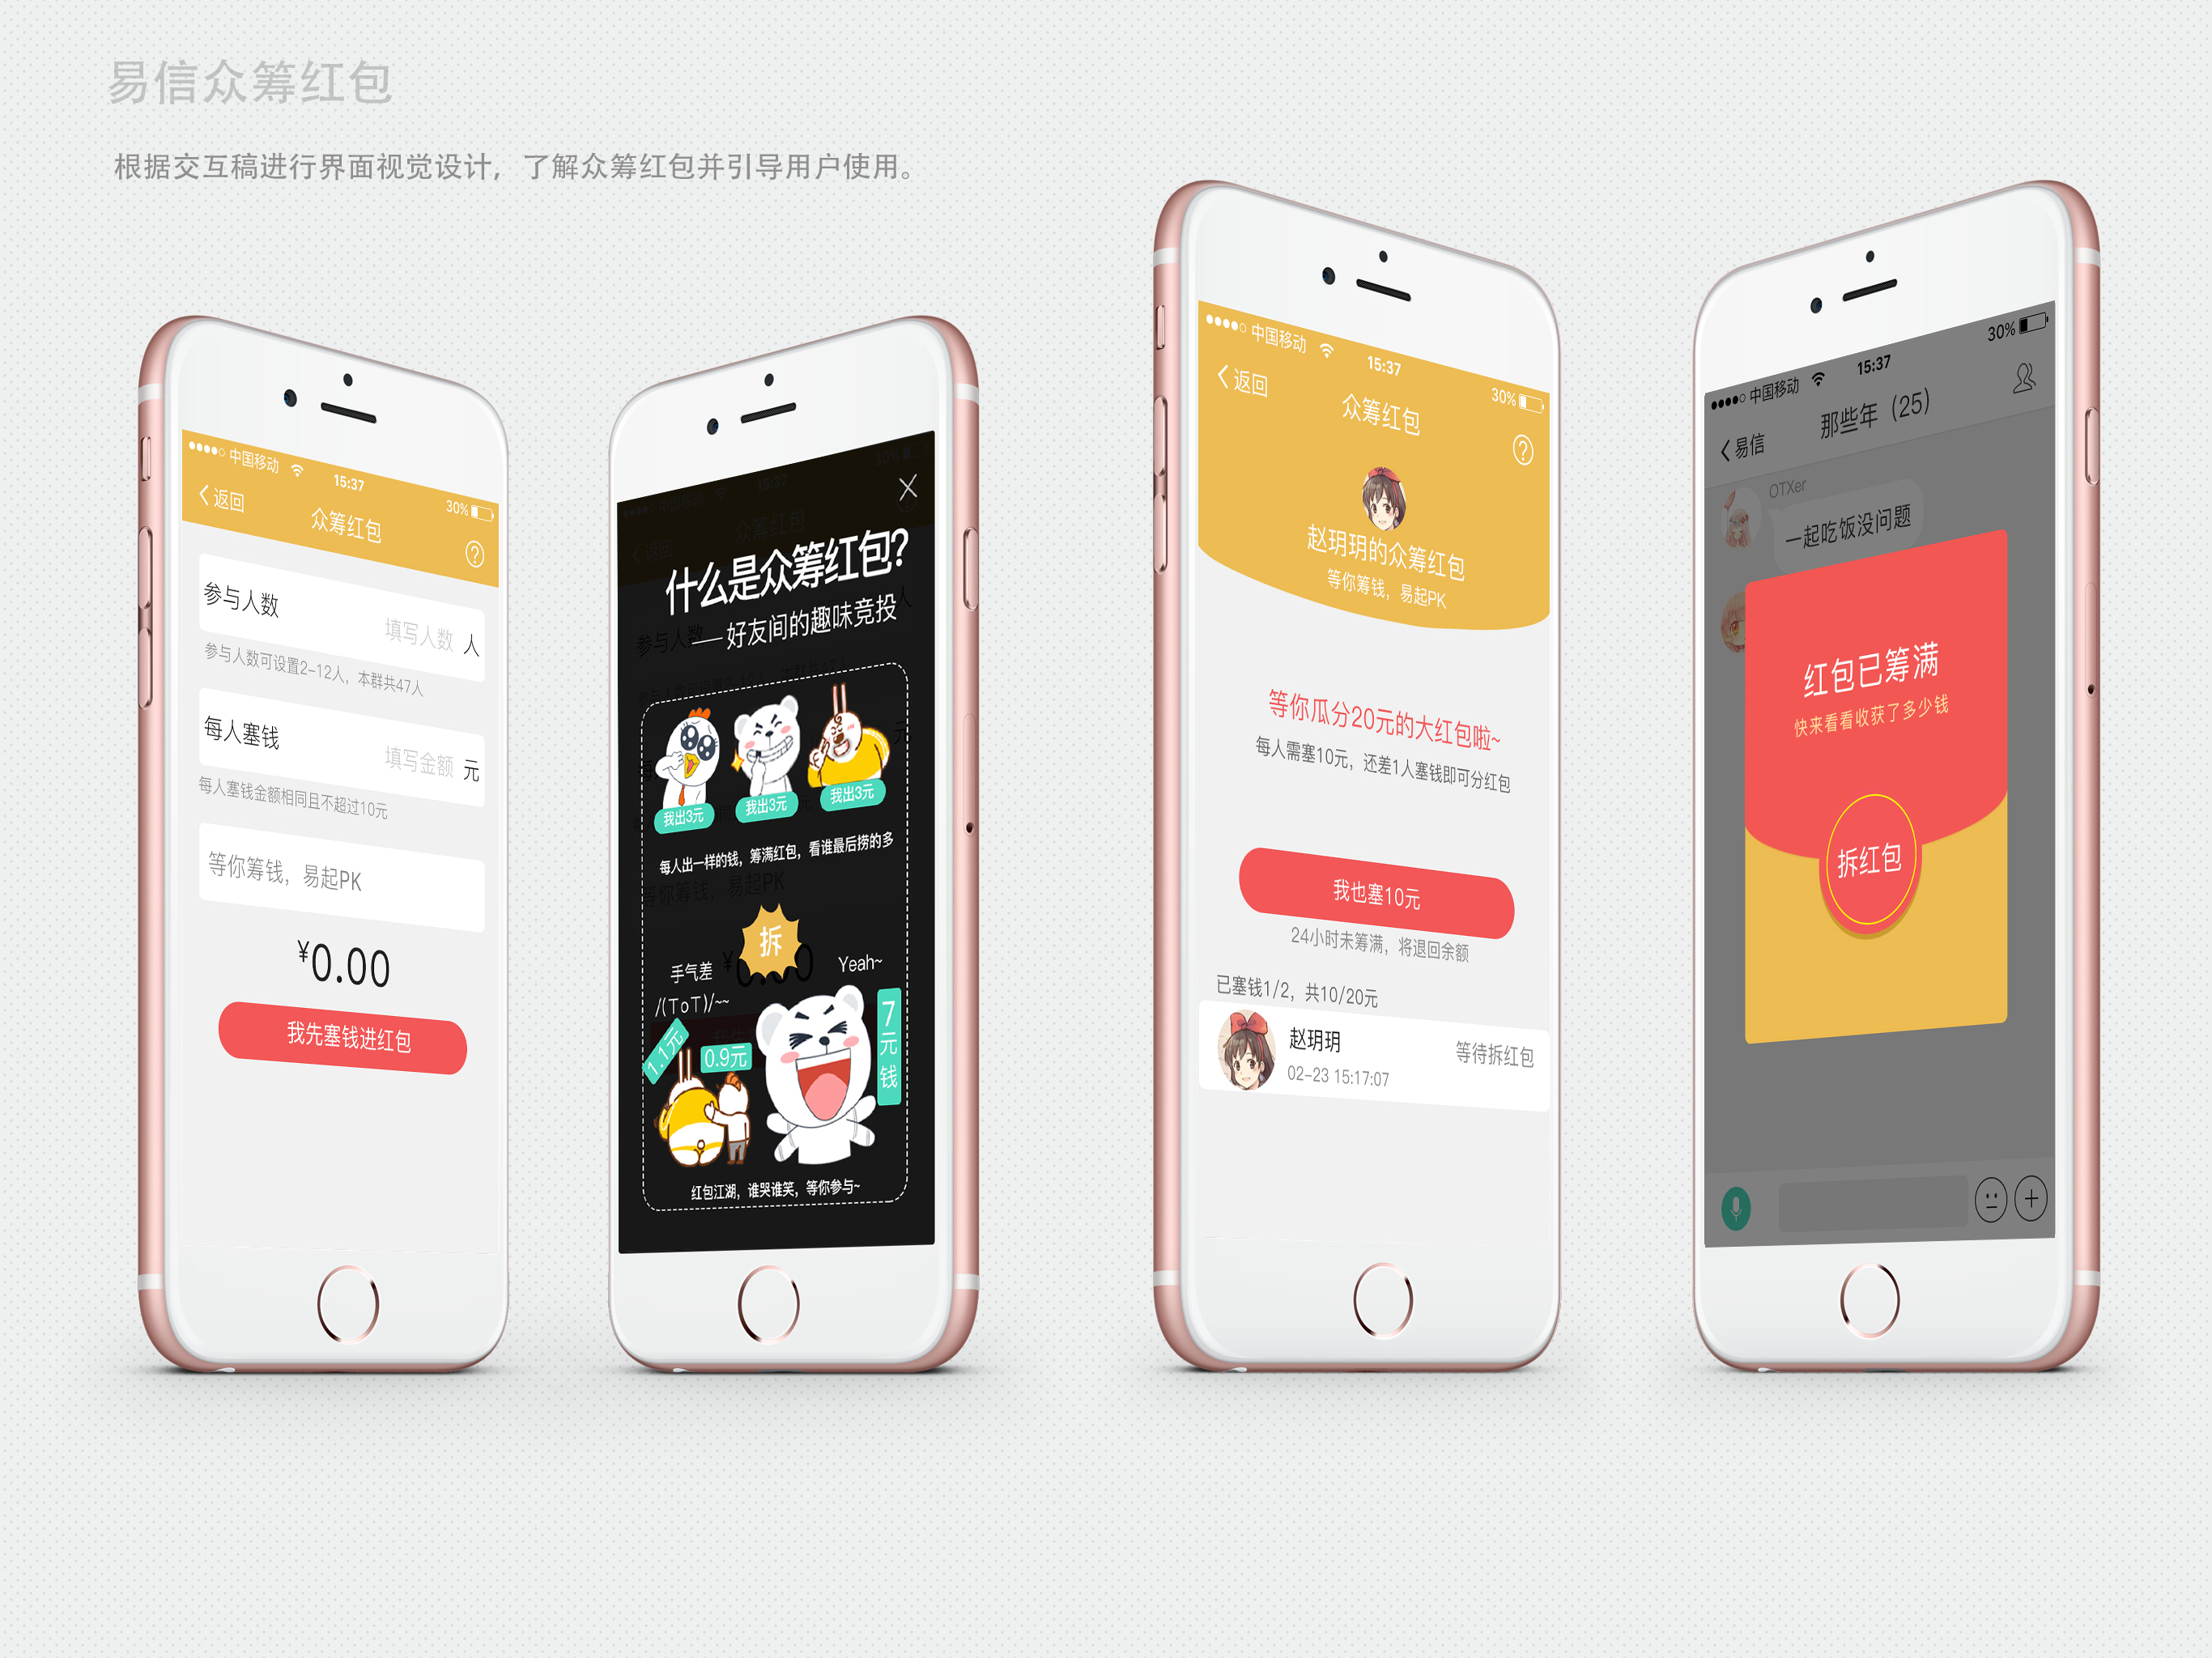 易信众筹红包
根据交互稿进行界面视觉设计，了解众筹红包并引导用户使用。
中国移动 15:37 30%
返回 众筹红包 ?
参与人数 填写人数 人
参与人数可设置2-12人，本群共47人
每人塞钱 填写金额 元
每人塞钱金额相同且不超过10元
等你筹钱，易起PK
¥0.00
我先塞钱进红包
什么是众筹红包?
—— 好友间的趣味竞投
我出3元 我出3元 我出3元
每人出一样的钱，筹满红包，看谁最后捞的多
等你筹钱，易起PK
拆
手气差 Yeah~
/(ToT)/~~
1.1元 0.9元 7元钱
红包江湖，谁哭谁笑，等你参与~
中国移动 15:37 30%
返回 众筹红包 ?
赵玥玥的众筹红包
等你筹钱，易起PK
等你瓜分20元的大红包啦~
每人需塞10元，还差1人塞钱即可分红包
我也塞10元
24小时未筹满，将退回余额
已塞钱1/2，共10/20元
赵玥玥 等待拆红包
02-23 15:17:07
中国移动 15:37 30%
易信 那些年（25）
OTXer
一起吃饭没问题
红包已筹满
快来看看收获了多少钱
拆红包